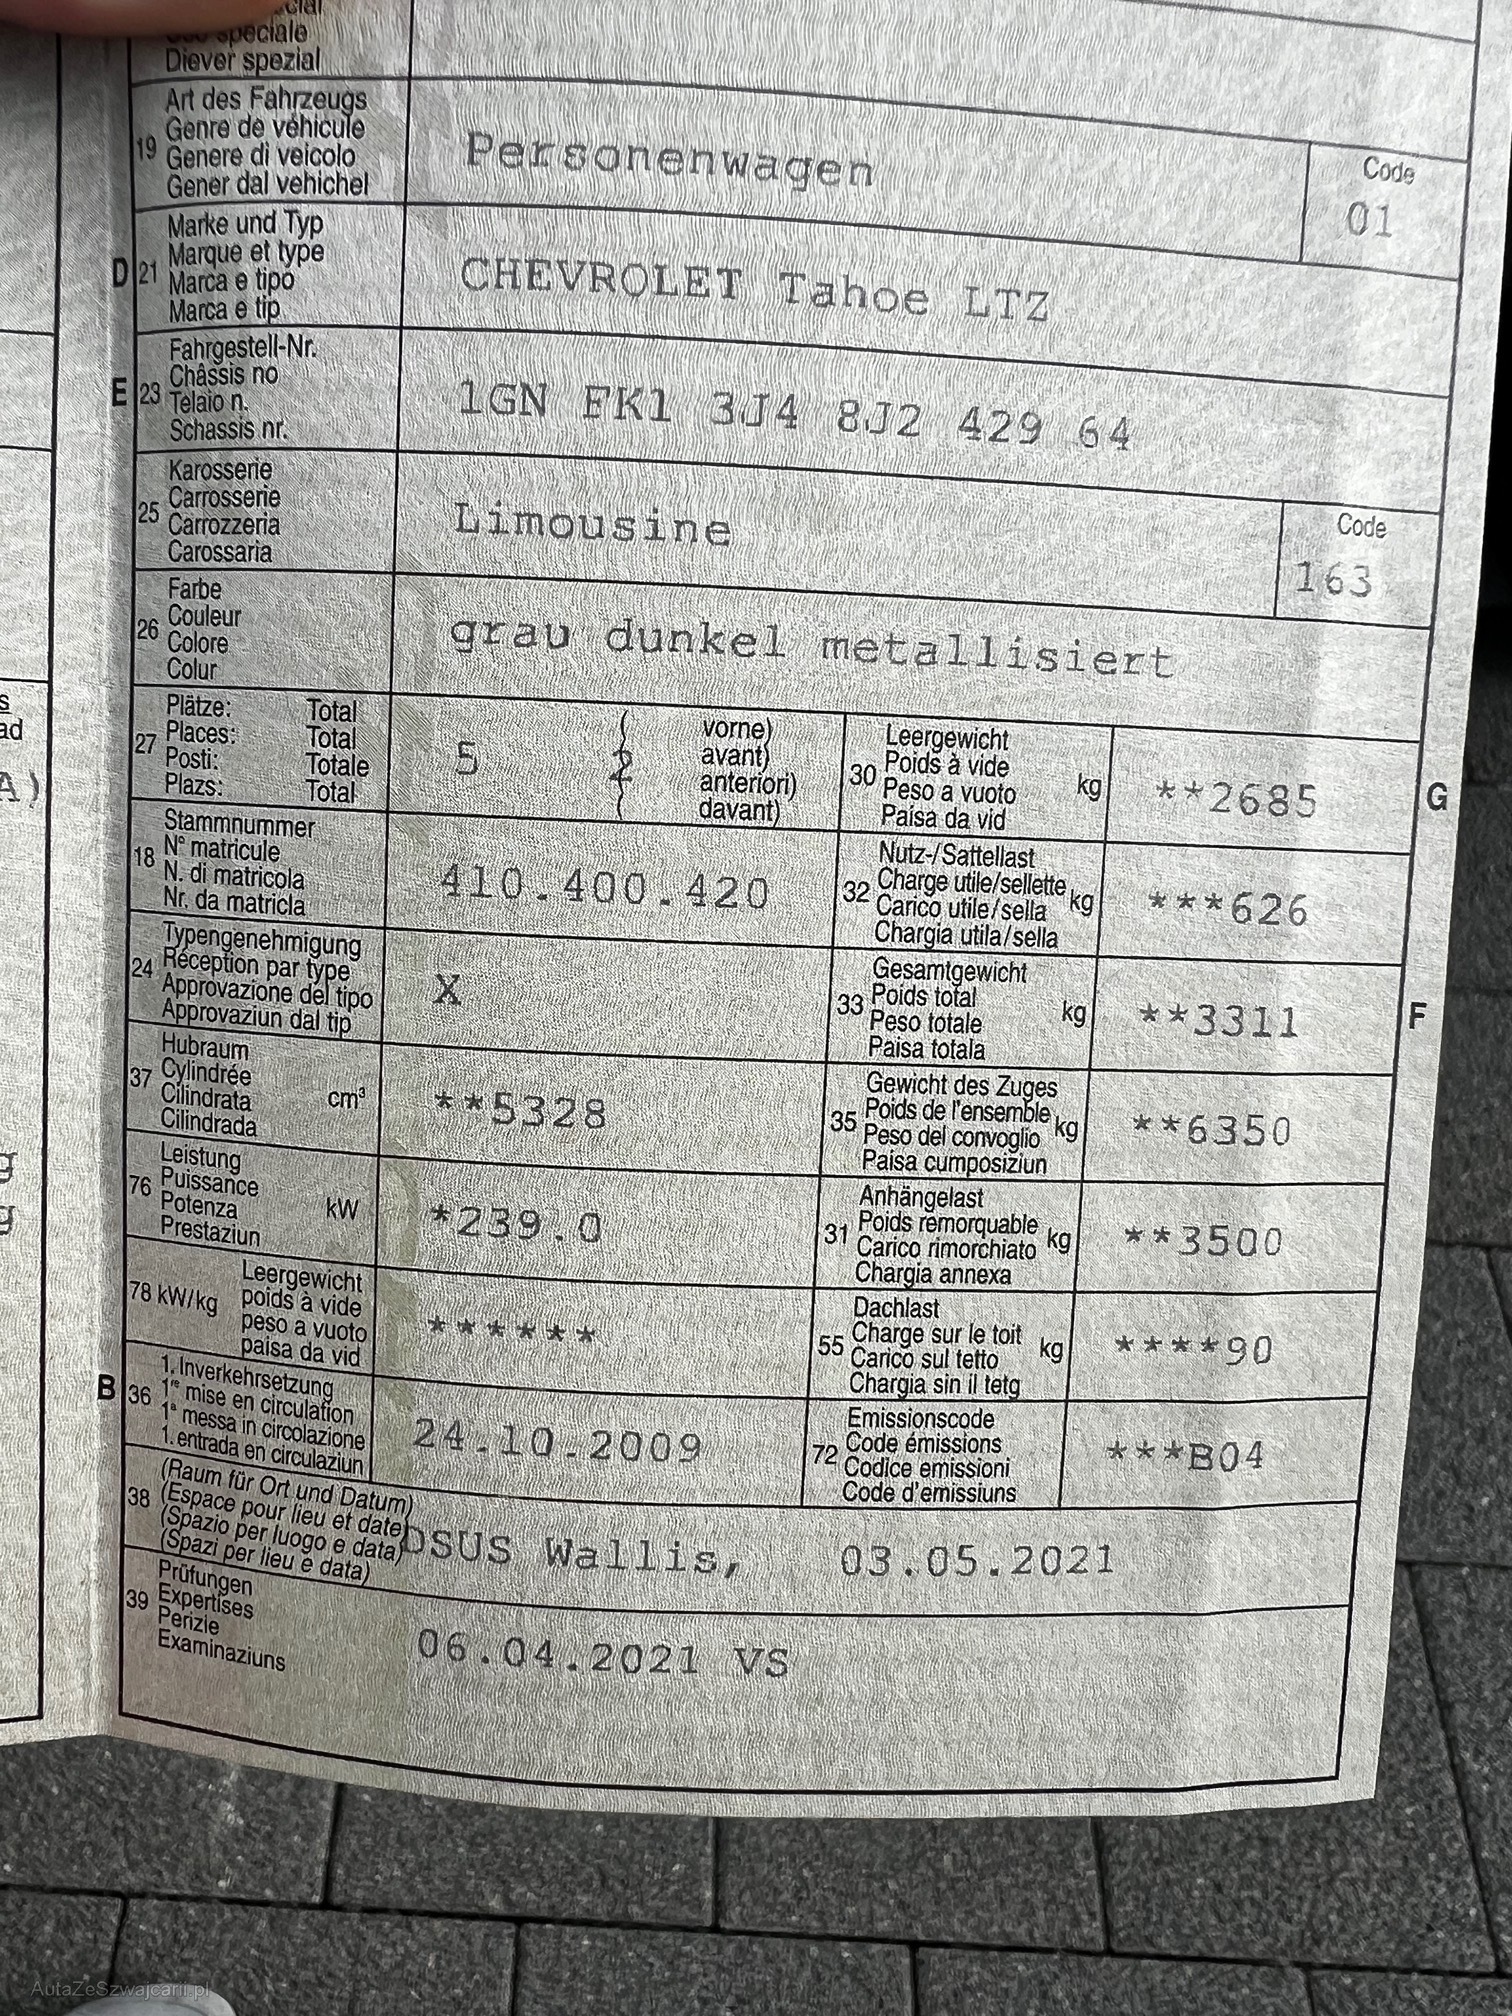 speciale
Diever spezial
19 Art des Fahrzeugs
Genre de véhicule
Genere di veicolo
Gener dal vehichel
Personenwagen
Code
01
D 21 Marke und Typ
Marque et type
Marca e tipo
Marca e tip
CHEVROLET Tahoe LTZ
E 23 Fahrgestell-Nr.
Châssis no
Telaio n.
Schassis nr.
1GN FK1 3J4 8J2 429 64
25 Karosserie
Carrosserie
Carrozzeria
Carossaria
Limousine
Code
163
26 Farbe
Couleur
Colore
Colur
grau dunkel metallisiert
27 Plätze: Total
Places: Total
Posti: Totale
Plazs: Total
5 ( 2 vorne)
avant)
anteriori)
davant)
30 Leergewicht
Poids à vide
Peso a vuoto kg
Paisa da vid
**2685
G
18 Stammnummer
N° matricule
N. di matricola
Nr. da matricla
410.400.420
32 Nutz-/Sattellast
Charge utile/sellette
Carico utile/sella kg
Chargia utila/sella
***626
24 Typengenehmigung
Réception par type
Approvazione del tipo
Approvaziun dal tip
X
33 Gesamtgewicht
Poids total
Peso totale kg
Paisa totala
**3311
F
37 Hubraum
Cylindrée
Cilindrata cm³
Cilindrada
**5328
35 Gewicht des Zuges
Poids de l'ensemble
Peso del convoglio kg
Paisa cumposiziun
**6350
76 Leistung
Puissance
Potenza kW
Prestaziun
*239.0
31 Anhängelast
Poids remorquable
Carico rimorchiato kg
Chargia annexa
**3500
78 kW/kg Leergewicht
poids à vide
peso a vuoto
paisa da vid
******
55 Dachlast
Charge sur le toit
Carico sul tetto kg
Chargia sin il tetg
****90
B 36 1. Inverkehrsetzung
1re mise en circulation
1a messa in circolazione
1. entrada en circulaziun
24.10.2009
72 Emissionscode
Code émissions
Codice emissioni
Code d'emissiuns
***B04
38 (Raum für Ort und Datum)
(Espace pour lieu et date)
(Spazio per luogo e data)
(Spazi per lieu e data)
DSUS Wallis, 03.05.2021
39 Prüfungen
Expertises
Perizie
Examinaziuns
06.04.2021 VS
s
ad
A)
g
g
AutaZeSzwajcarii.pl